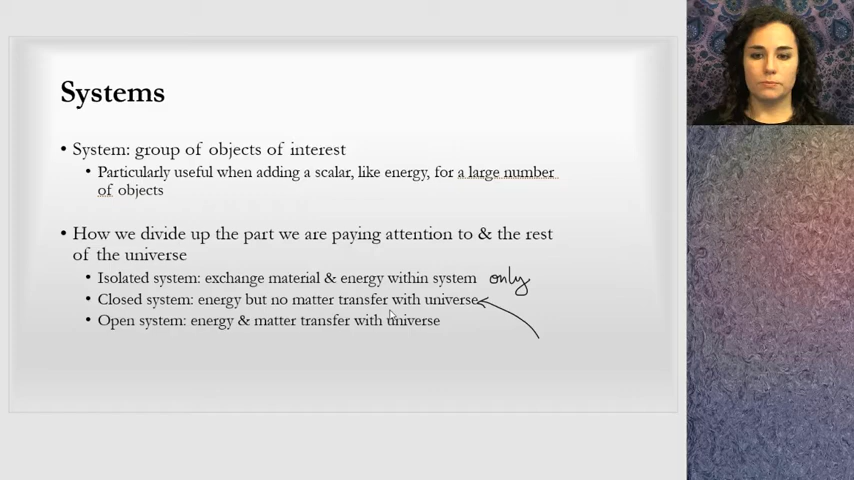 Systems
• System: group of objects of interest
• Particularly useful when adding a scalar, like energy, for a large number
of objects
• How we divide up the part we are paying attention to & the rest
of the universe
• Isolated system: exchange material & energy within system only
• Closed system: energy but no matter transfer with universe
• Open system: energy & matter transfer with universe